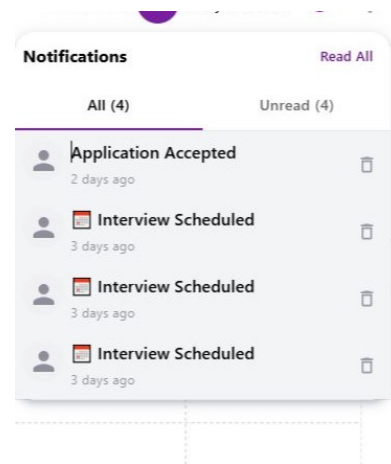 Notifications
Read All
All (4)
Unread (4)
Application Accepted
2 days ago
Interview Scheduled
3 days ago
Interview Scheduled
3 days ago
Interview Scheduled
3 days ago